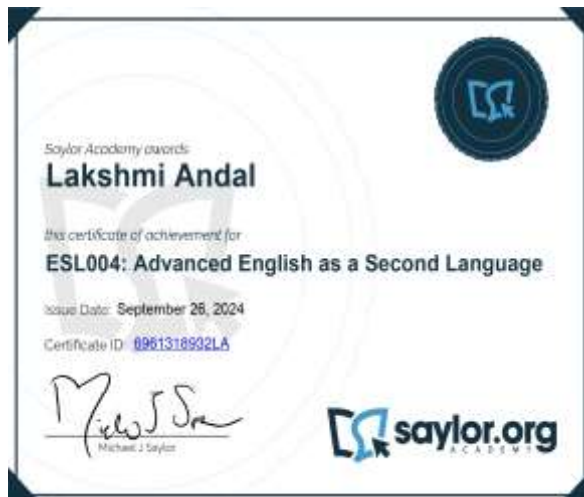 Saylor Academy awards
Lakshmi Andal
this certificate of achievement for
ESL004: Advanced English as a Second Language
Issue Date: September 26, 2024
Certificate ID: 6961318932LA
Michael J Saylor
saylor.org
ACADEMY